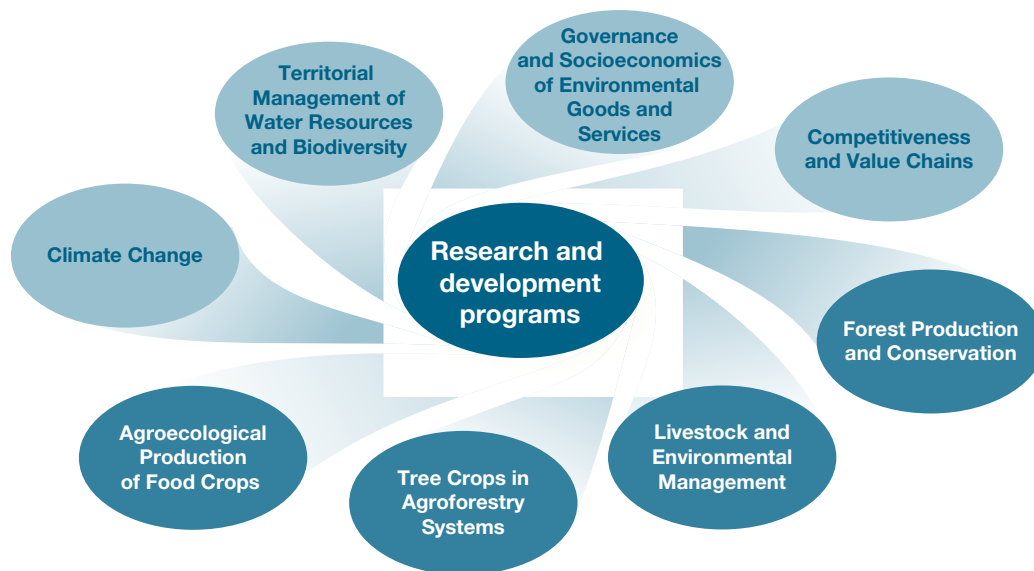 Governance
and Socioeconomics
of Environmental
Goods and
Services
Territorial
Management of
Water Resources
and Biodiversity
Competitiveness
and Value Chains
Climate Change
Research and
development
programs
Forest Production
and Conservation
Agroecological
Production
of Food Crops
Tree Crops in
Agroforestry
Systems
Livestock and
Environmental
Management